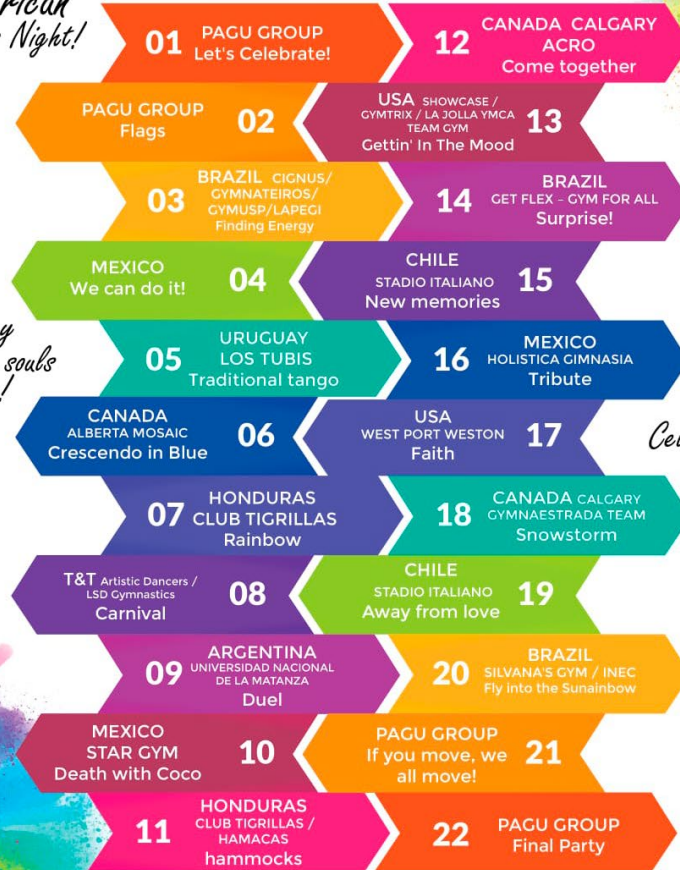 Night!
01
PAGU GROUP
Let's Celebrate!
PAGU GROUP
Flags
02
03
BRAZIL CIGNUS/
GYMNATEIROS/
GYMUSP/LAPEGI
Finding Energy
MEXICO
We can do it!
04
souls
05
URUGUAY
LOS TUBIS
Traditional tango
CANADA
ALBERTA MOSAIC
Crescendo in Blue
06
07
HONDURAS
CLUB TIGRILLAS
Rainbow
T&T Artistic Dancers /
LSD Gymnastics
Carnival
08
09
ARGENTINA
UNIVERSIDAD NACIONAL
DE LA MATANZA
Duel
MEXICO
STAR GYM
Death with Coco
10
11
HONDURAS
CLUB TIGRILLAS /
HAMACAS
hammocks
12
CANADA CALGARY
ACRO
Come together
USA SHOWCASE /
GYMTRIX / LA JOLLA YMCA
TEAM GYM
Gettin' In The Mood
13
14
BRAZIL
GET FLEX - GYM FOR ALL
Surprise!
CHILE
STADIO ITALIANO
New memories
15
16
MEXICO
HOLISTICA GIMNASIA
Tribute
USA
WEST PORT WESTON
Faith
17
18
CANADA CALGARY
GYMNAESTRADA TEAM
Snowstorm
CHILE
STADIO ITALIANO
Away from love
19
20
BRAZIL
SILVANA'S GYM / INEC
Fly into the Sunainbow
PAGU GROUP
If you move, we
all move!
21
22
PAGU GROUP
Final Party